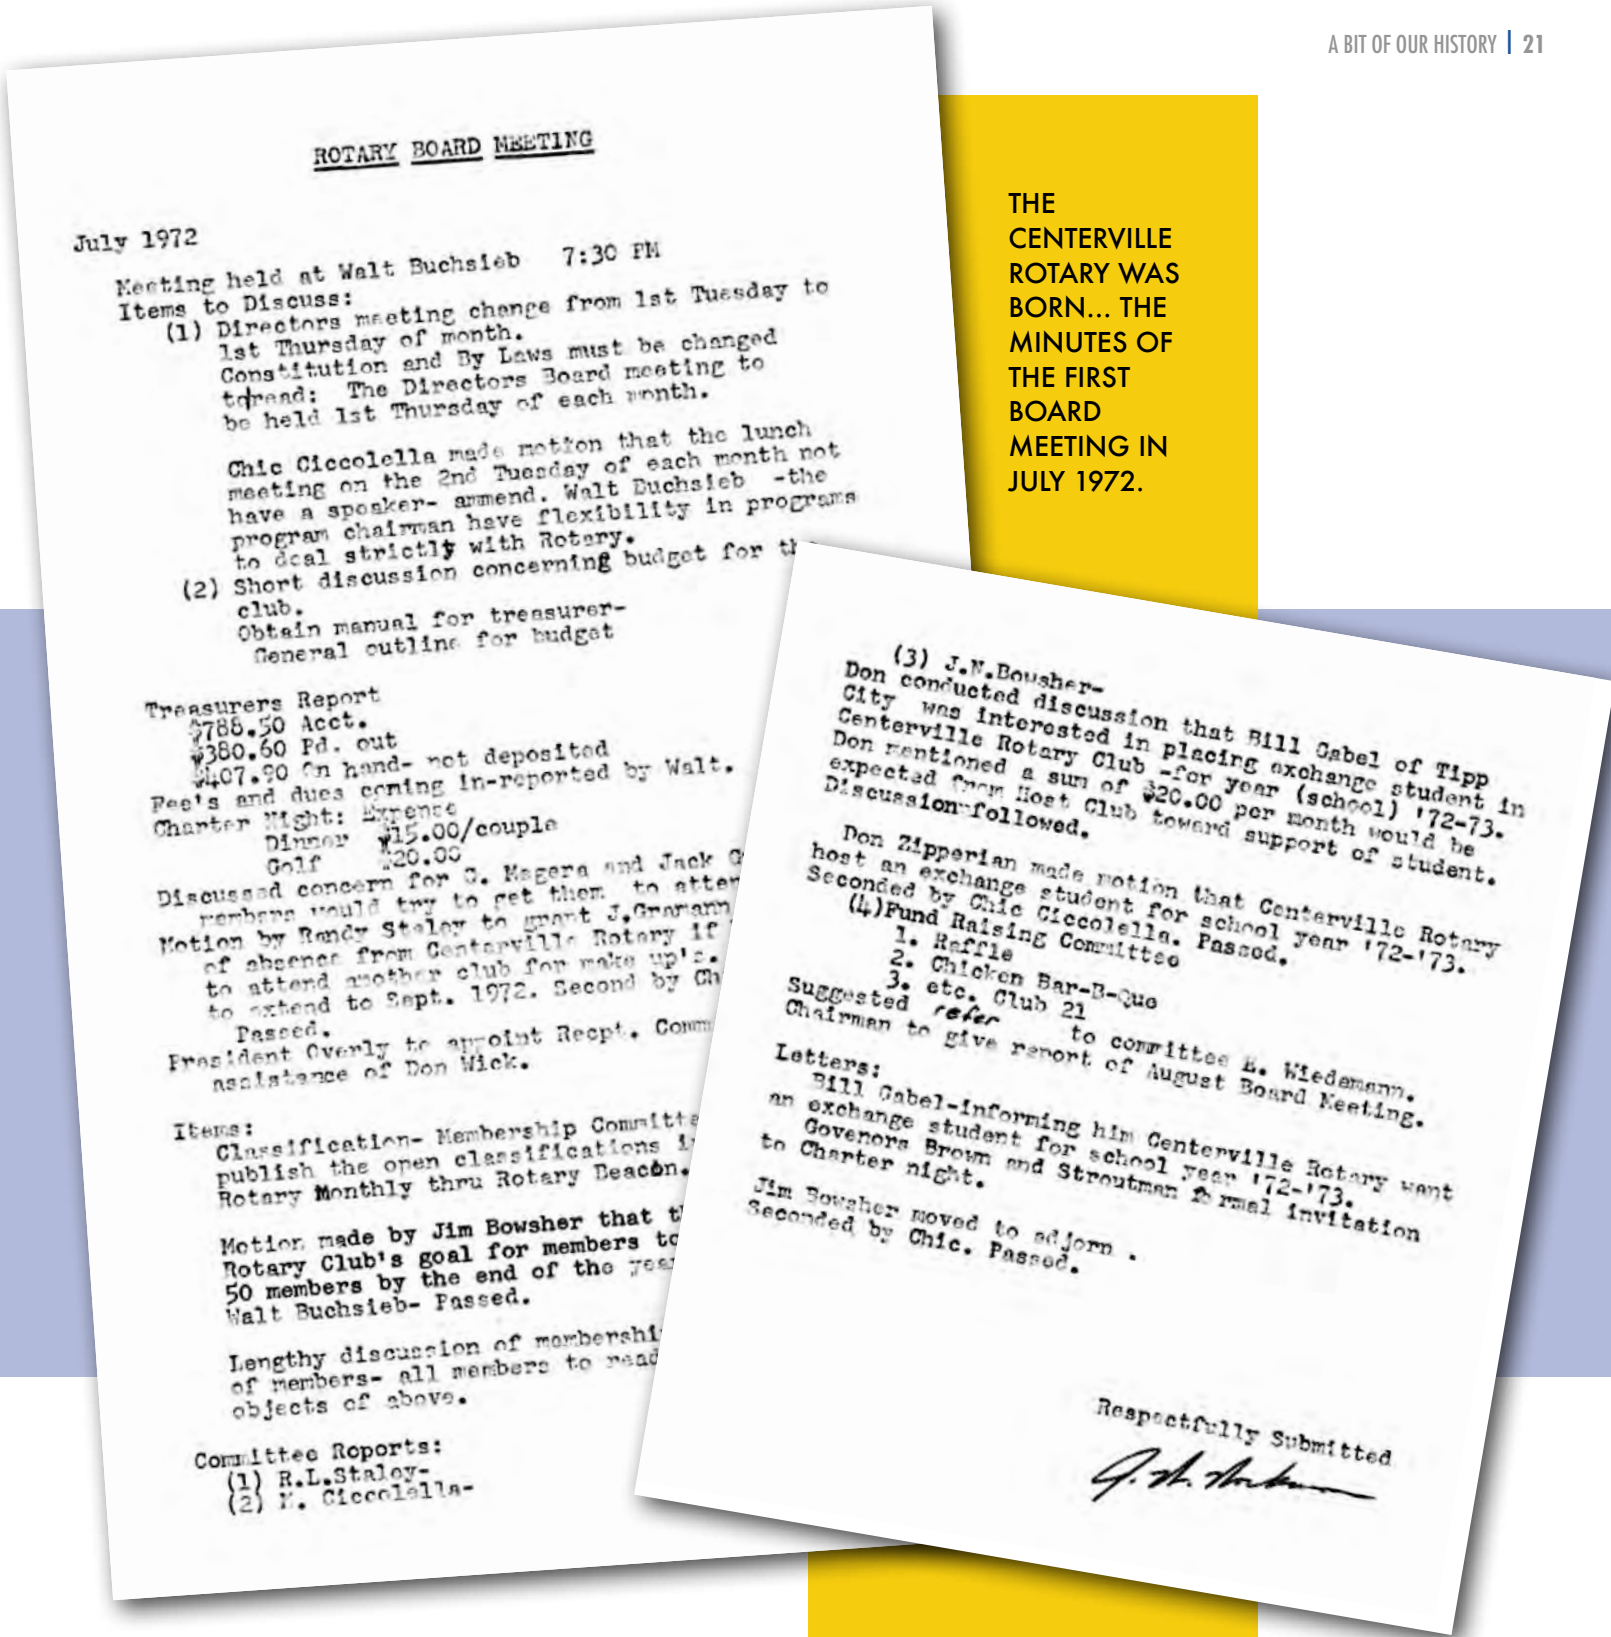 A BIT OF OUR HISTORY | 21
THE
CENTERVILLE
ROTARY WAS
BORN... THE
MINUTES OF
THE FIRST
BOARD
MEETING IN
JULY 1972.
ROTARY BOARD MEETING
July 1972
Meeting held at Walt Buchsieb 7:30 PM
Items to Discuss:
(1) Directors meeting change from 1st Tuesday to
1st Thursday of month.
Constitution and By Laws must be changed
to read: The Directors Board meeting to
be held 1st Thursday of each month.
Chic Ciccolella made motion that the lunch
meeting on the 2nd Tuesday of each month not
have a speaker- ammend. Walt Buchsieb -the
program chairman have flexibility in programs
to deal strictly with Rotary.
(2) Short discussion concerning budget for
club.
Obtain manual for treasurer-
General outline for budget
Treasurers Report
$788.50 Acct.
$380.60 Pd. out
$407.90 On hand- not deposited
Fee's and dues coming in-reported by Walt.
Charter Night: Expense
Dinner $15.00/couple
Golf $20.00
Discussed concern for Magera and Jack
members would try to get them to
Motion by Randy Staley to grant J.Gramann
of absence from Centerville Rotary if
to attend another club for make up's.
to extend to Sept. 1972. Second by
Passed.
President Overly to appoint Recpt.
assistance of Don Wick.
Items:
Classification- Membership
publish the open classifications
Rotary Monthly thru Rotary Beacon.
Motion made by Jim Bowsher that
Rotary Club's goal for members to
50 members by the end of the
Walt Buchsieb- Passed.
Lengthy discussion of
of members- all members to read
objects of above.
Committee Reports:
(1) R.L.Staley-
(2) Ciccolella-
(3) J.N.Bowsher-
Don conducted discussion that Bill Gabel of Tipp
City was interested in placing exchange student in
Centerville Rotary Club -for year (school) '72-73.
Don mentioned a sum of $20.00 per month would be
expected from Host Club toward support of student.
Discussion-followed.
Don Zipperian made motion that Centerville Rotary
host an exchange student for school year '72-'73.
Seconded by Chic Ciccolella. Passed.
(4)Fund Raising Committee
1. Raffle
2. Chicken Bar-B-Que
3. etc. Club 21
Suggested refer to committee E. Wiedemann.
Chairman to give report of August Board Meeting.
Letters:
Bill Gabel-informing him Centerville Rotary want
an exchange student for school year '72-'73.
Govenors Brown and Stroutman formal invitation
to Charter night.
Jim Bowsher moved to adjorn .
Seconded by Chic. Passed.
Respectfully Submitted